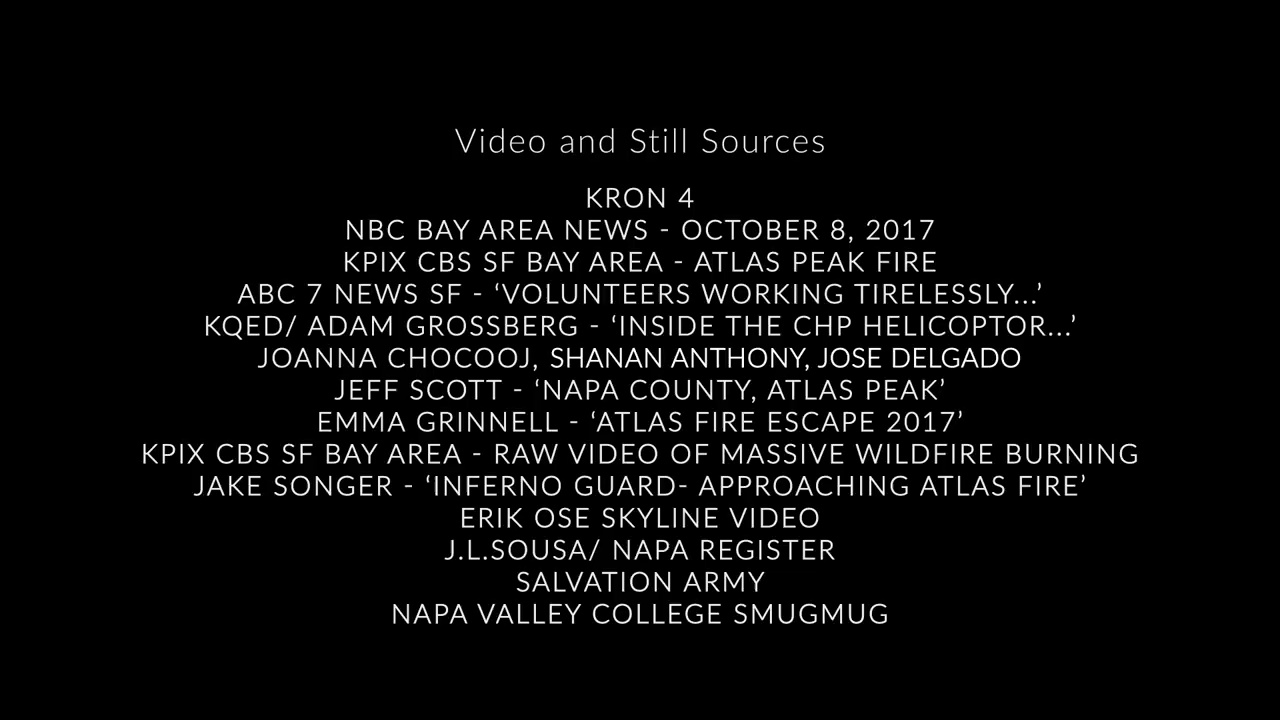 Video and Still Sources
KRON 4
NBC BAY AREA NEWS - OCTOBER 8, 2017
KPIX CBS SF BAY AREA - ATLAS PEAK FIRE
ABC 7 NEWS SF - ‘VOLUNTEERS WORKING TIRELESSLY...’
KQED/ ADAM GROSSBERG - ‘INSIDE THE CHP HELICOPTOR...’
JOANNA CHOCOOJ, SHANAN ANTHONY, JOSE DELGADO
JEFF SCOTT - ‘NAPA COUNTY, ATLAS PEAK’
EMMA GRINNELL - ‘ATLAS FIRE ESCAPE 2017’
KPIX CBS SF BAY AREA - RAW VIDEO OF MASSIVE WILDFIRE BURNING
JAKE SONGER - ‘INFERNO GUARD- APPROACHING ATLAS FIRE’
ERIK OSE SKYLINE VIDEO
J.L.SOUSA/ NAPA REGISTER
SALVATION ARMY
NAPA VALLEY COLLEGE SMUGMUG